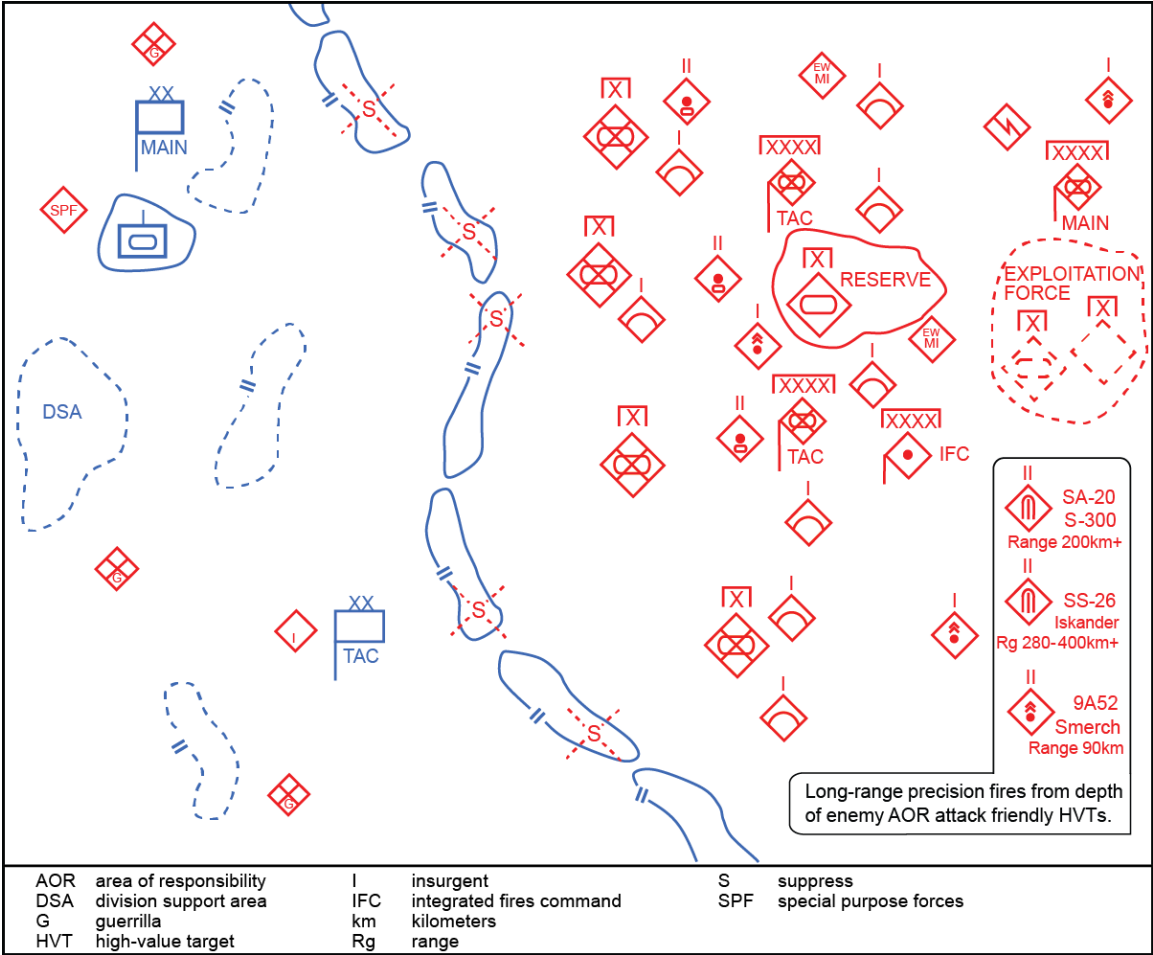 G
XX
MAIN
SPF
I
DSA
G
I
XX
TAC
G
S
S
S
S
S
X
II
I
X
II
I
X
II
X
I
I
EW
MI
I
I
XXXX
TAC
I
XXXX
MAIN
X
RESERVE
EXPLOITATION
FORCE
X
X
I
EW
MI
I
XXXX
TAC
XXXX
IFC
I
I
II
SA-20
S-300
Range 200km+
II
SS-26
Iskander
Rg 280-400km+
II
9A52
Smerch
Range 90km
Long-range precision fires from depth
of enemy AOR attack friendly HVTs.
AOR area of responsibility
DSA division support area
G guerrilla
HVT high-value target
I insurgent
IFC integrated fires command
km kilometers
Rg range
S suppress
SPF special purpose forces